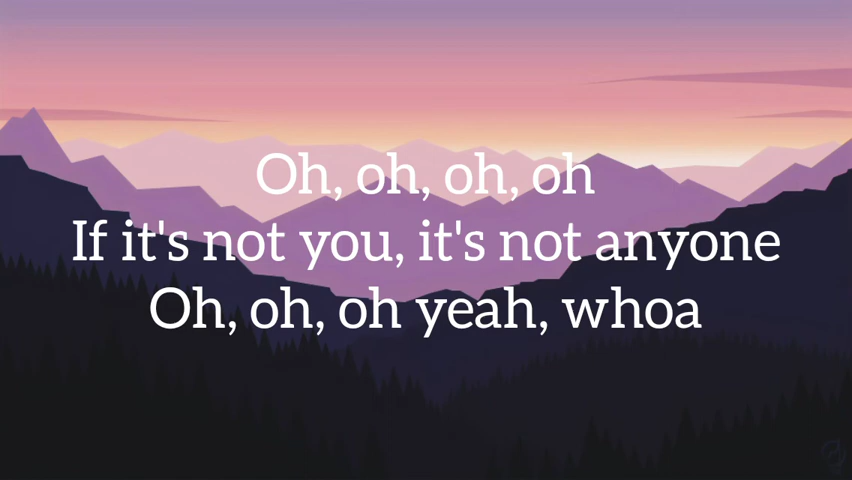 Oh, oh, oh, oh
If it's not you, it's not anyone
Oh, oh, oh yeah, whoa